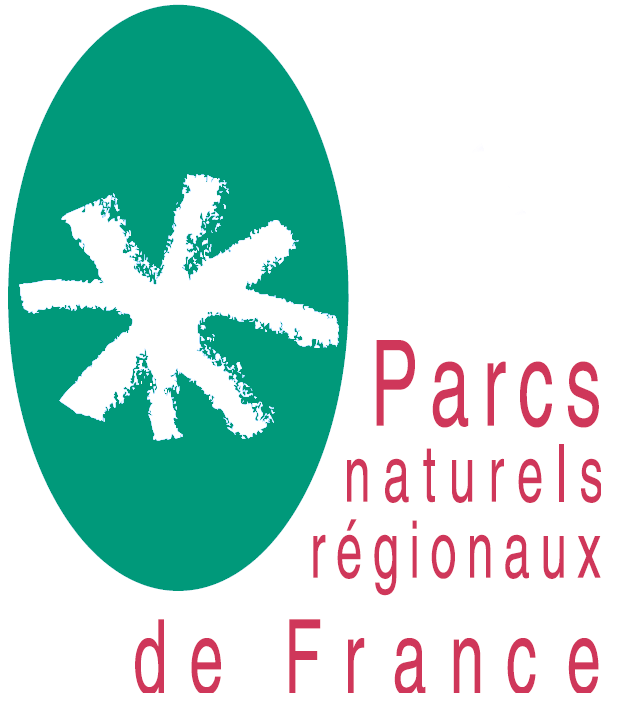 Parcs
naturels
régionaux
de France